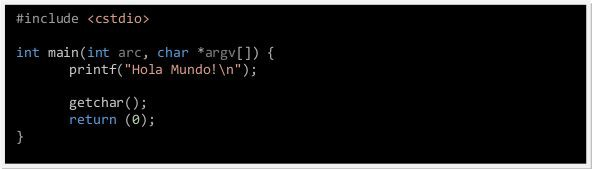 #include <cstdio>
int main(int arc, char *argv[]) {
printf("Hola Mundo!\n");
getchar();
return (0);
}